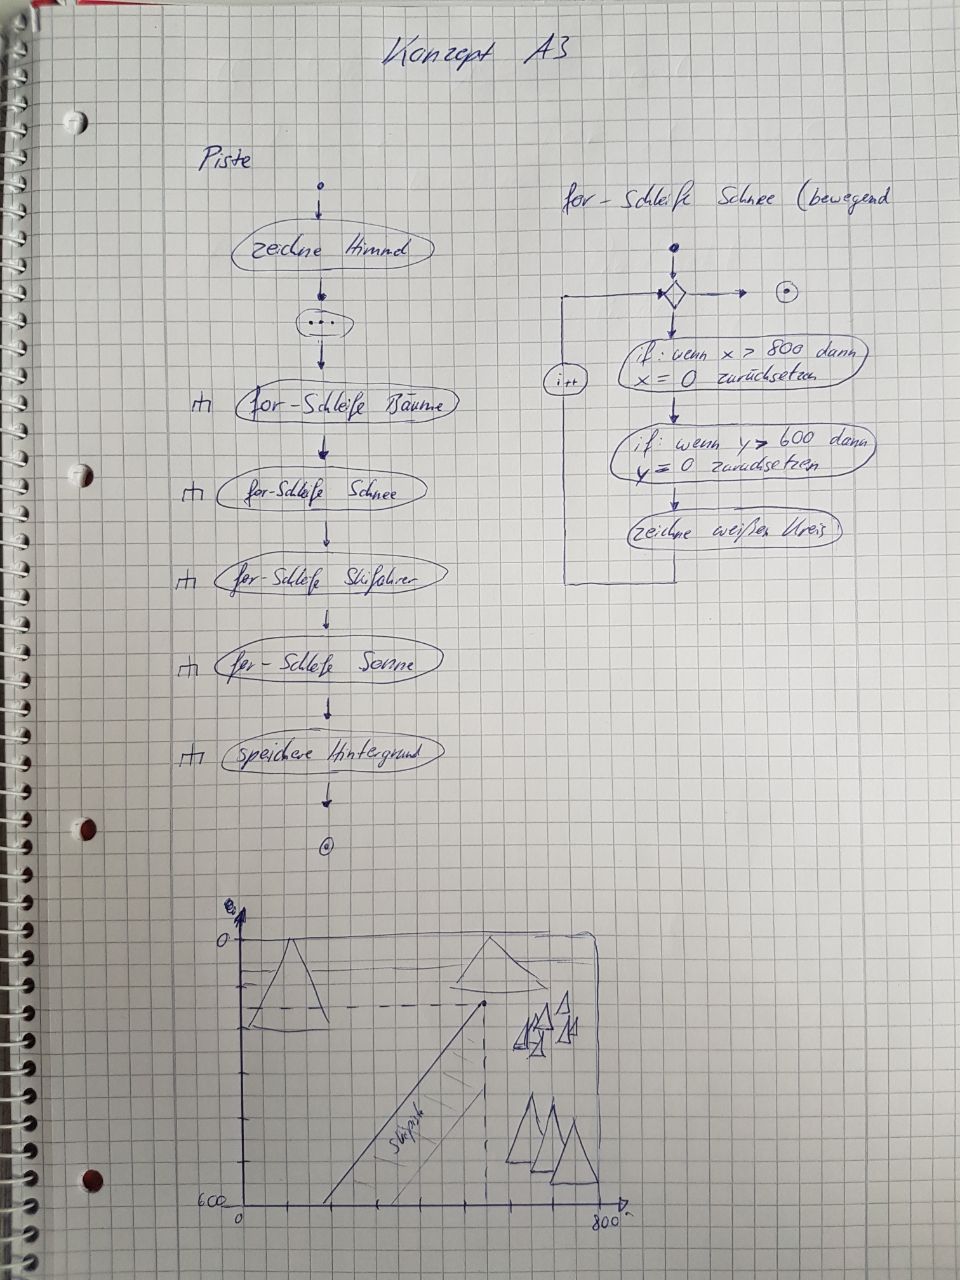 Konzept A3
Piste
zeichne Himmel
...
for-Schleife Bäume
for-Schleife Schnee
for-Schleife Skifahrer
for-Schleife Sonne
speichere Hintergrund
for-Schleife Schnee (bewegend
if: wenn x > 800 dann
x = 0 zurücksetzen
i++
if: wenn y > 600 dann
y = 0 zurücksetzen
zeichne weißen Kreis
0
Skipiste
600
0
800